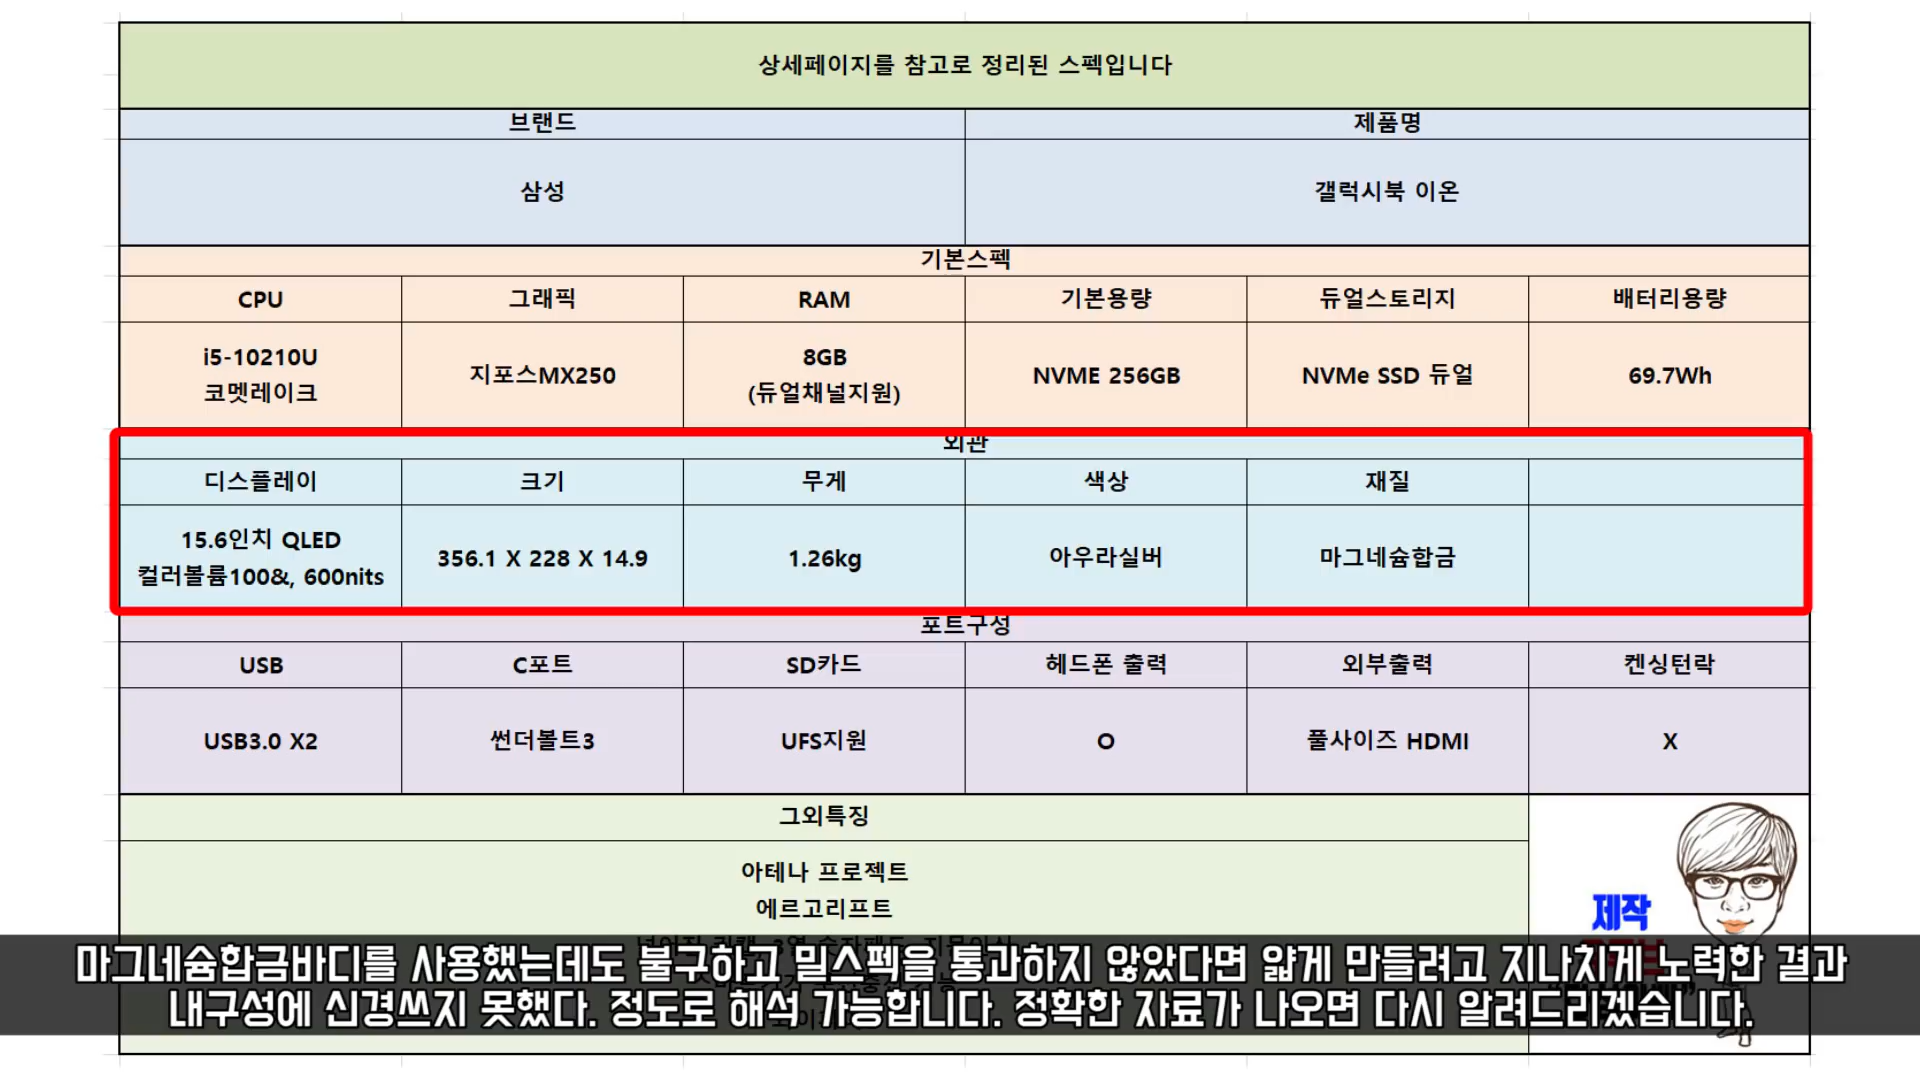 상세페이지를 참고로 정리된 스펙입니다
브랜드 제품명
삼성 갤럭시북 이온
기본스펙
CPU 그래픽 RAM 기본용량 듀얼스토리지 배터리용량
i5-10210U 코멧레이크 지포스MX250 8GB (듀얼채널지원) NVME 256GB NVMe SSD 듀얼 69.7Wh
외관
디스플레이 크기 무게 색상 재질
15.6인치 QLED 컬러볼륨100&, 600nits 356.1 X 228 X 14.9 1.26kg 아우라실버 마그네슘합금
포트구성
USB C포트 SD카드 헤드폰 출력 외부출력 켄싱턴락
USB3.0 X2 썬더볼트3 UFS지원 O 풀사이즈 HDMI X
그외특징
아테나 프로젝트
에르고리프트
제작
마그네슘합금바디를 사용했는데도 불구하고 밀스펙을 통과하지 않았다면 얇게 만들려고 지나치게 노력한 결과
내구성에 신경쓰지 못했다. 정도로 해석 가능합니다. 정확한 자료가 나오면 다시 알려드리겠습니다.